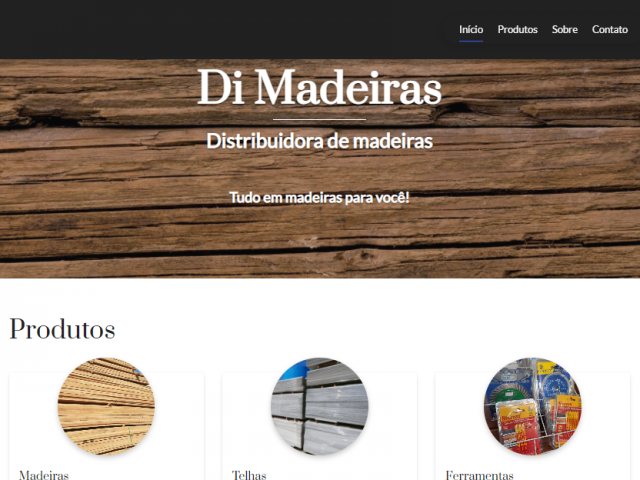 Início Produtos Sobre Contato
Di Madeiras
Distribuidora de madeiras
Tudo em madeiras para você!
Produtos
Madeiras Telhas Ferramentas